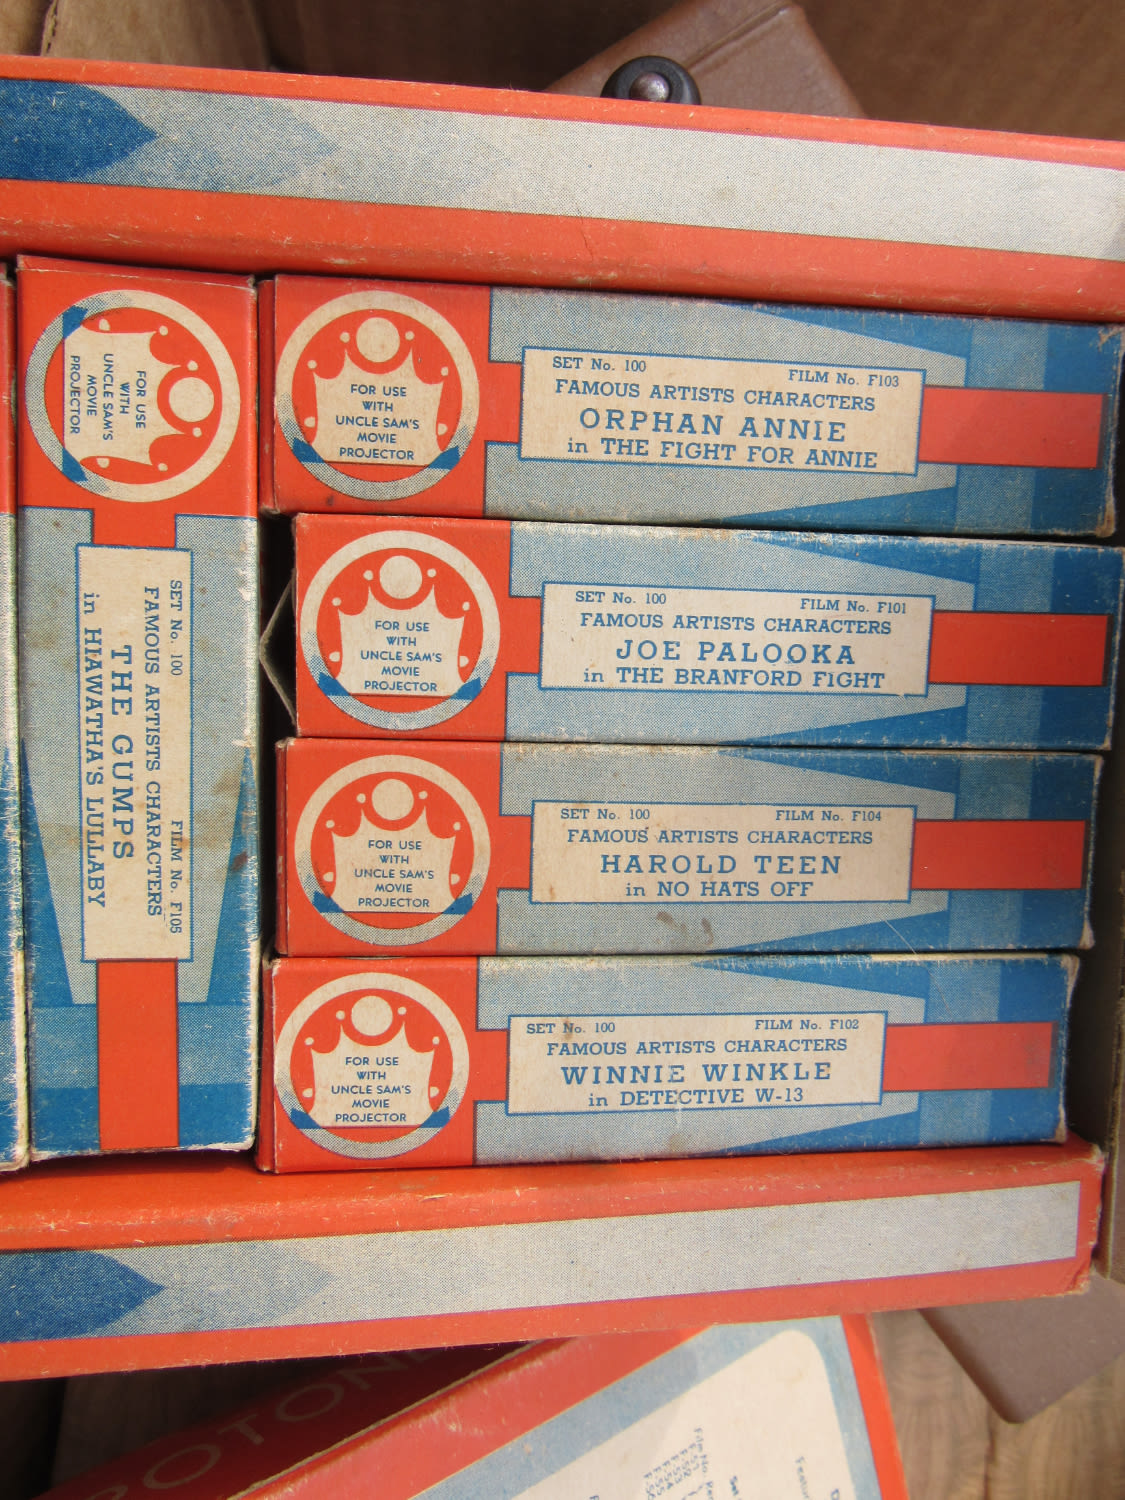 FOR USE
WITH
UNCLE SAM'S
MOVIE
PROJECTOR
SET No. 100 FILM No. F105
FAMOUS ARTISTS CHARACTERS
THE GUMPS
in HIAWATHA'S LULLABY
FOR USE
WITH
UNCLE SAM'S
MOVIE
PROJECTOR
SET No. 100 FILM No. F103
FAMOUS ARTISTS CHARACTERS
ORPHAN ANNIE
in THE FIGHT FOR ANNIE
FOR USE
WITH
UNCLE SAM'S
MOVIE
PROJECTOR
SET No. 100 FILM No. F101
FAMOUS ARTISTS CHARACTERS
JOE PALOOKA
in THE BRANFORD FIGHT
FOR USE
WITH
UNCLE SAM'S
MOVIE
PROJECTOR
SET No. 100 FILM No. F104
FAMOUS ARTISTS CHARACTERS
HAROLD TEEN
in NO HATS OFF
FOR USE
WITH
UNCLE SAM'S
MOVIE
PROJECTOR
SET No. 100 FILM No. F102
FAMOUS ARTISTS CHARACTERS
WINNIE WINKLE
in DETECTIVE W-13